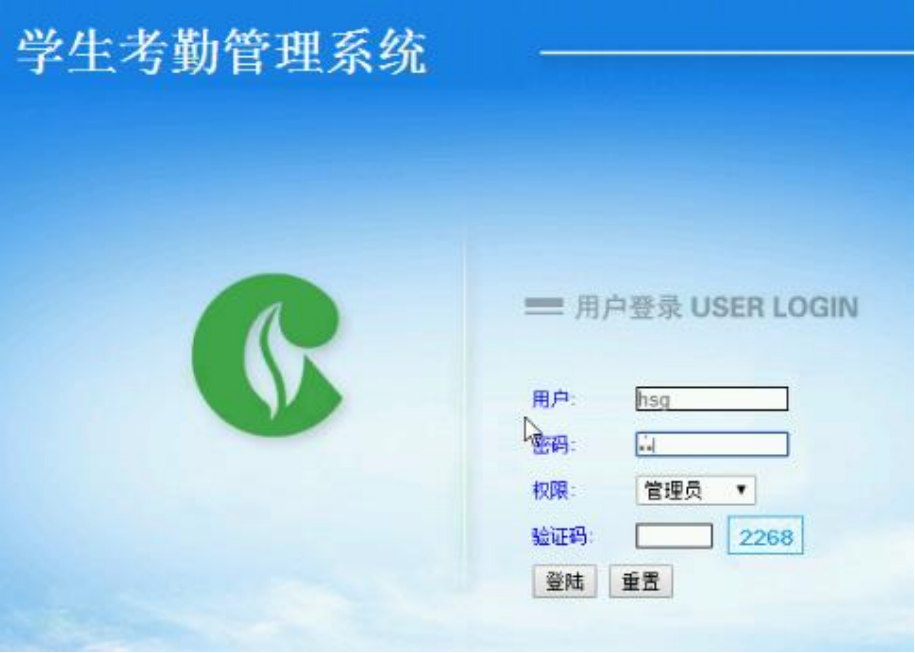 学生考勤管理系统
用户登录 USER LOGIN
用户: hsg
密码:
权限: 管理员
验证码: 2268
登陆 重置